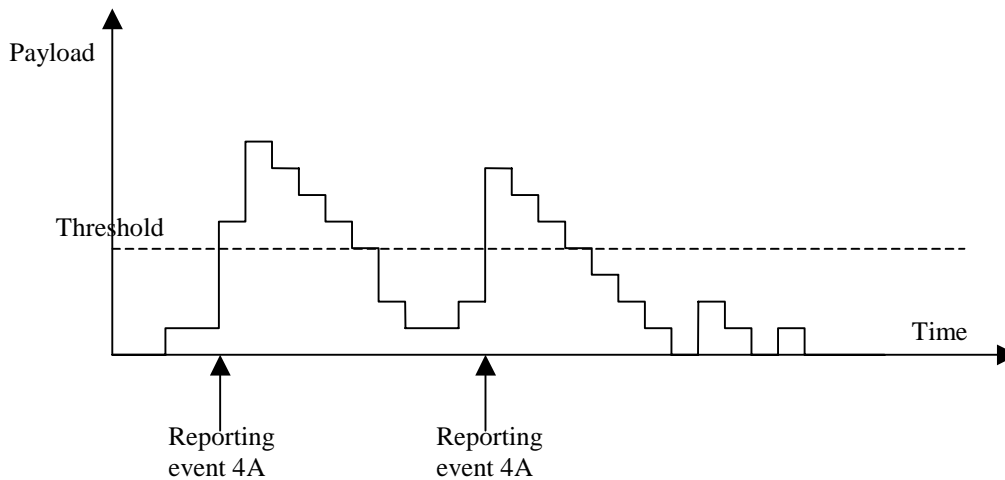 Payload
Threshold
Time
Reporting
event 4A
Reporting
event 4A